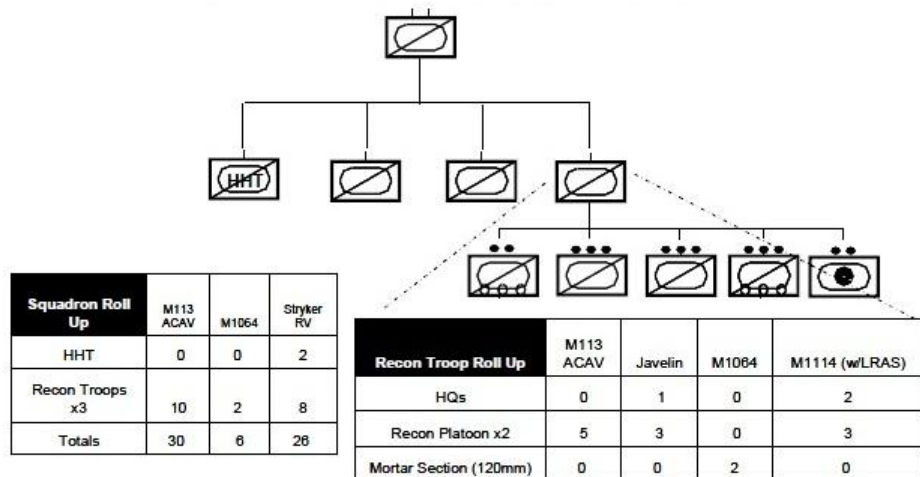 HHT
Squadron Roll Up M113 ACAV M1064 Stryker RV
HHT 0 0 2
Recon Troops x3 10 2 8
Totals 30 6 26
Recon Troop Roll Up M113 ACAV Javelin M1064 M1114 (w/LRAS)
HQs 0 1 0 2
Recon Platoon x2 5 3 0 3
Mortar Section (120mm) 0 0 2 0